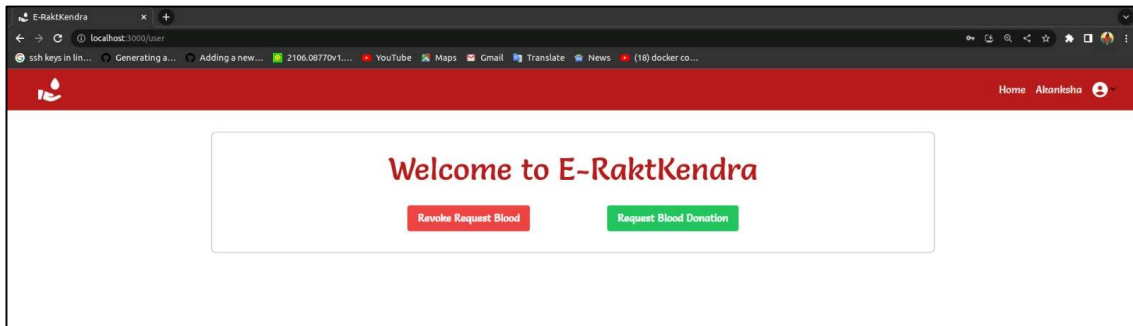 E-RaktKendra
localhost:3000/user
ssh keys in lin... Generating a... Adding a new... 2106.08770v1.... YouTube Maps Gmail Translate News (18) docker co...
Home Akanksha
Welcome to E-RaktKendra
Revoke Request Blood Request Blood Donation